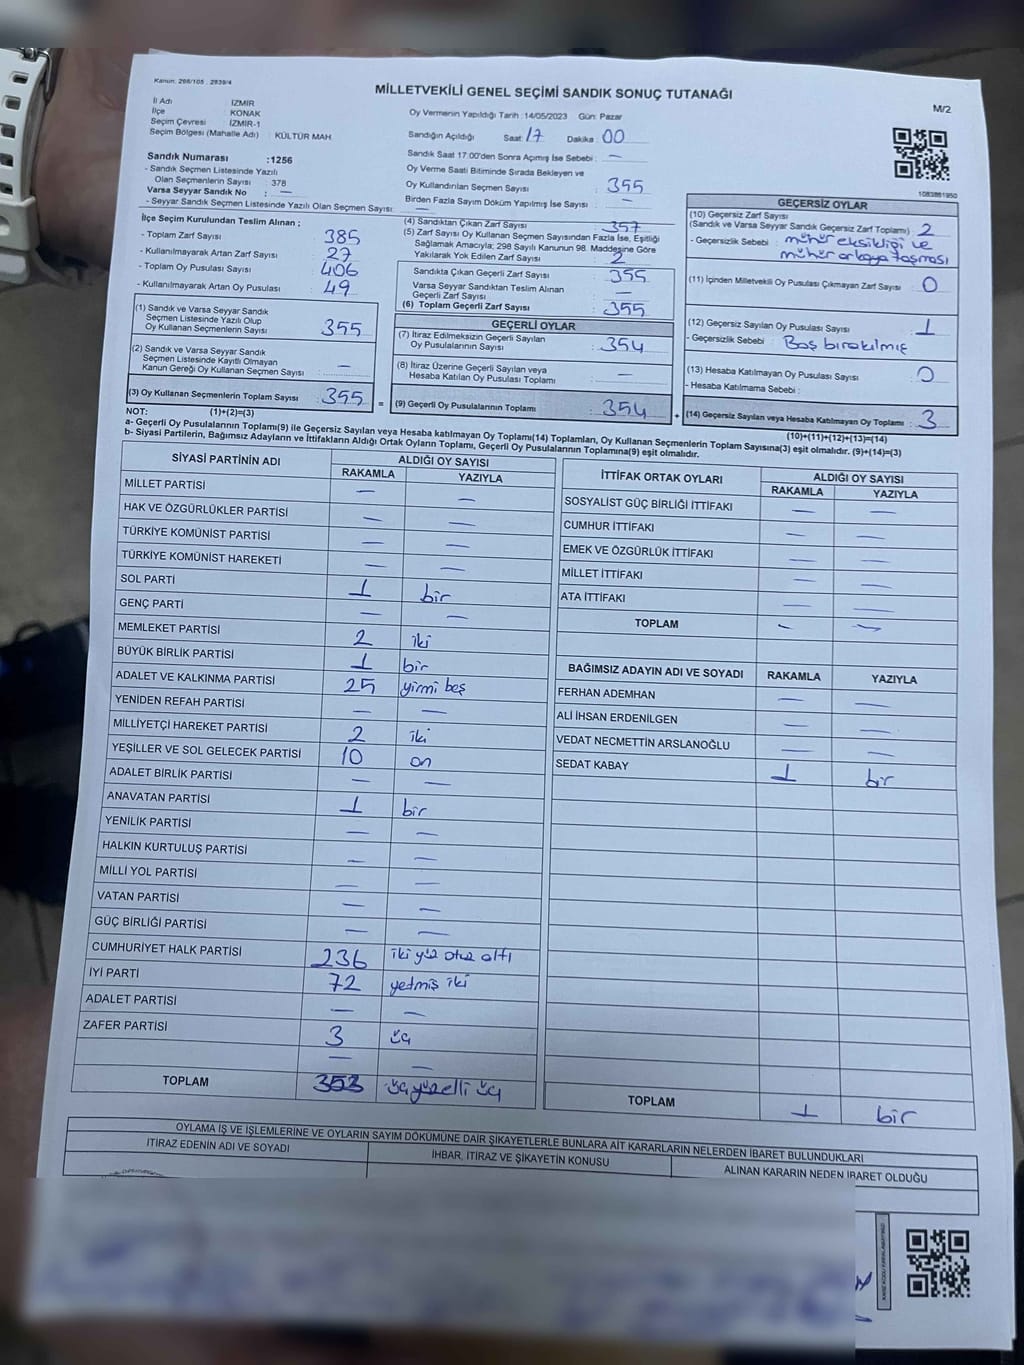 Kanun: 298/105 , 2839/4
MİLLETVEKİLİ GENEL SEÇİMİ SANDIK SONUÇ TUTANAĞI
M/2
İl Adı : İZMİR
İlçe : KONAK
Seçim Çevresi : İZMİR-1
Seçim Bölgesi (Mahalle Adı) : KÜLTÜR MAH.
Oy Vermenin Yapıldığı Tarih :14/05/2023 Gün: Pazar
Sandığın Açıldığı Saat: 17 Dakika : 00
Sandık Saat 17.00'den Sonra Açımış İse Sebebi : —
Oy Verme Saati Bitiminde Sırada Bekleyen ve
Oy Kullandırılan Seçmen Sayısı : 355
Birden Fazla Sayım Döküm Yapılmış İse Sayısı : —
Sandık Numarası :1256
- Sandık Seçmen Listesinde Yazılı
Olan Seçmenlerin Sayısı : 378
Varsa Seyyar Sandık No : —
- Seyyar Sandık Seçmen Listesinde Yazılı Olan Seçmen Sayısı: —
1083861950
İlçe Seçim Kurulundan Teslim Alınan ;
- Toplam Zarf Sayısı : 385
- Kullanılmayarak Artan Zarf Sayısı : 27
- Toplam Oy Pusulası Sayısı : 406
- Kullanılmayarak Artan Oy Pusulası Sayısı : 49
(1) Sandık ve Varsa Seyyar Sandık
Seçmen Listesinde Yazılı Olup
Oy Kullanan Seçmenlerin Sayısı : 355
(2) Sandık ve Varsa Seyyar Sandık
Seçmen Listesinde Kayıtlı Olmayan
Kanun Gereği Oy Kullanan Seçmen Sayısı : —
(3) Oy Kullanan Seçmenlerin Toplam Sayısı : 355 =
(4) Sandıktan Çıkan Zarf Sayısı : 357
(5) Zarf Sayısı Oy Kullanan Seçmen Sayısından Fazla İse, Eşitliği
Sağlamak Amacıyla; 298 Sayılı Kanunun 98. Maddesine Göre
Yakılarak Yok Edilen Zarf Sayısı : 2
Sandıkta Çıkan Geçerli Zarf Sayısı : 355
Varsa Seyyar Sandıktan Teslim Alınan
Geçerli Zarf Sayısı : —
(6) Toplam Geçerli Zarf Sayısı : 355
GEÇERLİ OYLAR
(7) İtiraz Edilmeksizin Geçerli Sayılan
Oy Pusulalarının Sayısı : 354
(8) İtiraz Üzerine Geçerli Sayılan veya
Hesaba Katılan Oy Pusulası Toplamı : —
(9) Geçerli Oy Pusulalarının Toplamı : 354 +
GEÇERSİZ OYLAR
(10) Geçersiz Zarf Sayısı
(Sandık ve Varsa Seyyar Sandık Geçersiz Zarf Toplamı) : 2
- Geçersizlik Sebebi : mühür eksikliği ve
mühür arkaya taşması
(11) İçinden Milletvekili Oy Pusulası Çıkmayan Zarf Sayısı : 0
(12) Geçersiz Sayılan Oy Pusulası Sayısı : 1
- Geçersizlik Sebebi : Boş bırakılmış
(13) Hesaba Katılmayan Oy Pusulası Sayısı : 0
- Hesaba Katılmama Sebebi :
(14) Geçersiz Sayılan veya Hesaba Katılmayan Oy Toplamı : 3
(10)+(11)+(12)+(13)=(14)
NOT: (1)+(2)=(3)
a- Geçerli Oy Pusulalarının Toplamı(9) ile Geçersiz Sayılan veya Hesaba katılmayan Oy Toplamı(14) Toplamları, Oy Kullanan Seçmenlerin Toplam Sayısına(3) eşit olmalıdır. (9)+(14)=(3)
b- Siyasi Partilerin, Bağımsız Adayların ve İttifakların Aldığı Ortak Oyların Toplamı, Geçerli Oy Pusulalarının Toplamına(9) eşit olmalıdır.
SİYASİ PARTİNİN ADI ALDIĞI OY SAYISI
RAKAMLA YAZIYLA
MİLLET PARTİSİ — —
HAK VE ÖZGÜRLÜKLER PARTİSİ — —
TÜRKİYE KOMÜNİST PARTİSİ — —
TÜRKİYE KOMÜNİST HAREKETİ — —
SOL PARTİ 1 bir
GENÇ PARTİ — —
MEMLEKET PARTİSİ 2 iki
BÜYÜK BİRLİK PARTİSİ 1 bir
ADALET VE KALKINMA PARTİSİ 25 yirmi beş
YENİDEN REFAH PARTİSİ — —
MİLLİYETÇİ HAREKET PARTİSİ 2 iki
YEŞİLLER VE SOL GELECEK PARTİSİ 10 on
ADALET BİRLİK PARTİSİ — —
ANAVATAN PARTİSİ 1 bir
YENİLİK PARTİSİ — —
HALKIN KURTULUŞ PARTİSİ — —
MİLLİ YOL PARTİSİ — —
VATAN PARTİSİ — —
GÜÇ BİRLİĞİ PARTİSİ — —
CUMHURİYET HALK PARTİSİ 236 iki yüz otuz altı
İYİ PARTİ 72 yetmiş iki
ADALET PARTİSİ — —
ZAFER PARTİSİ 3 üç
— —
TOPLAM 353 üç yüz elli üç
İTTİFAK ORTAK OYLARI ALDIĞI OY SAYISI
RAKAMLA YAZIYLA
SOSYALİST GÜÇ BİRLİĞİ İTTİFAKI — —
CUMHUR İTTİFAKI — —
EMEK VE ÖZGÜRLÜK İTTİFAKI — —
MİLLET İTTİFAKI — —
ATA İTTİFAKI — —
TOPLAM — —
BAĞIMSIZ ADAYIN ADI VE SOYADI RAKAMLA YAZIYLA
FERHAN ADEMHAN — —
ALİ İHSAN ERDENİLGEN — —
VEDAT NECMETTİN ARSLANOĞLU — —
SEDAT KABAY 1 bir
TOPLAM 1 bir
OYLAMA İŞ VE İŞLEMLERİNE VE OYLARIN SAYIM DÖKÜMÜNE DAİR ŞİKAYETLERLE BUNLARA AİT KARARLARIN NELERDEN İBARET BULUNDUKLARI
İTİRAZ EDENİN ADI VE SOYADI İHBAR, İTİRAZ VE ŞİKAYETİN KONUSU ALINAN KARARIN NEDEN İBARET OLDUĞU